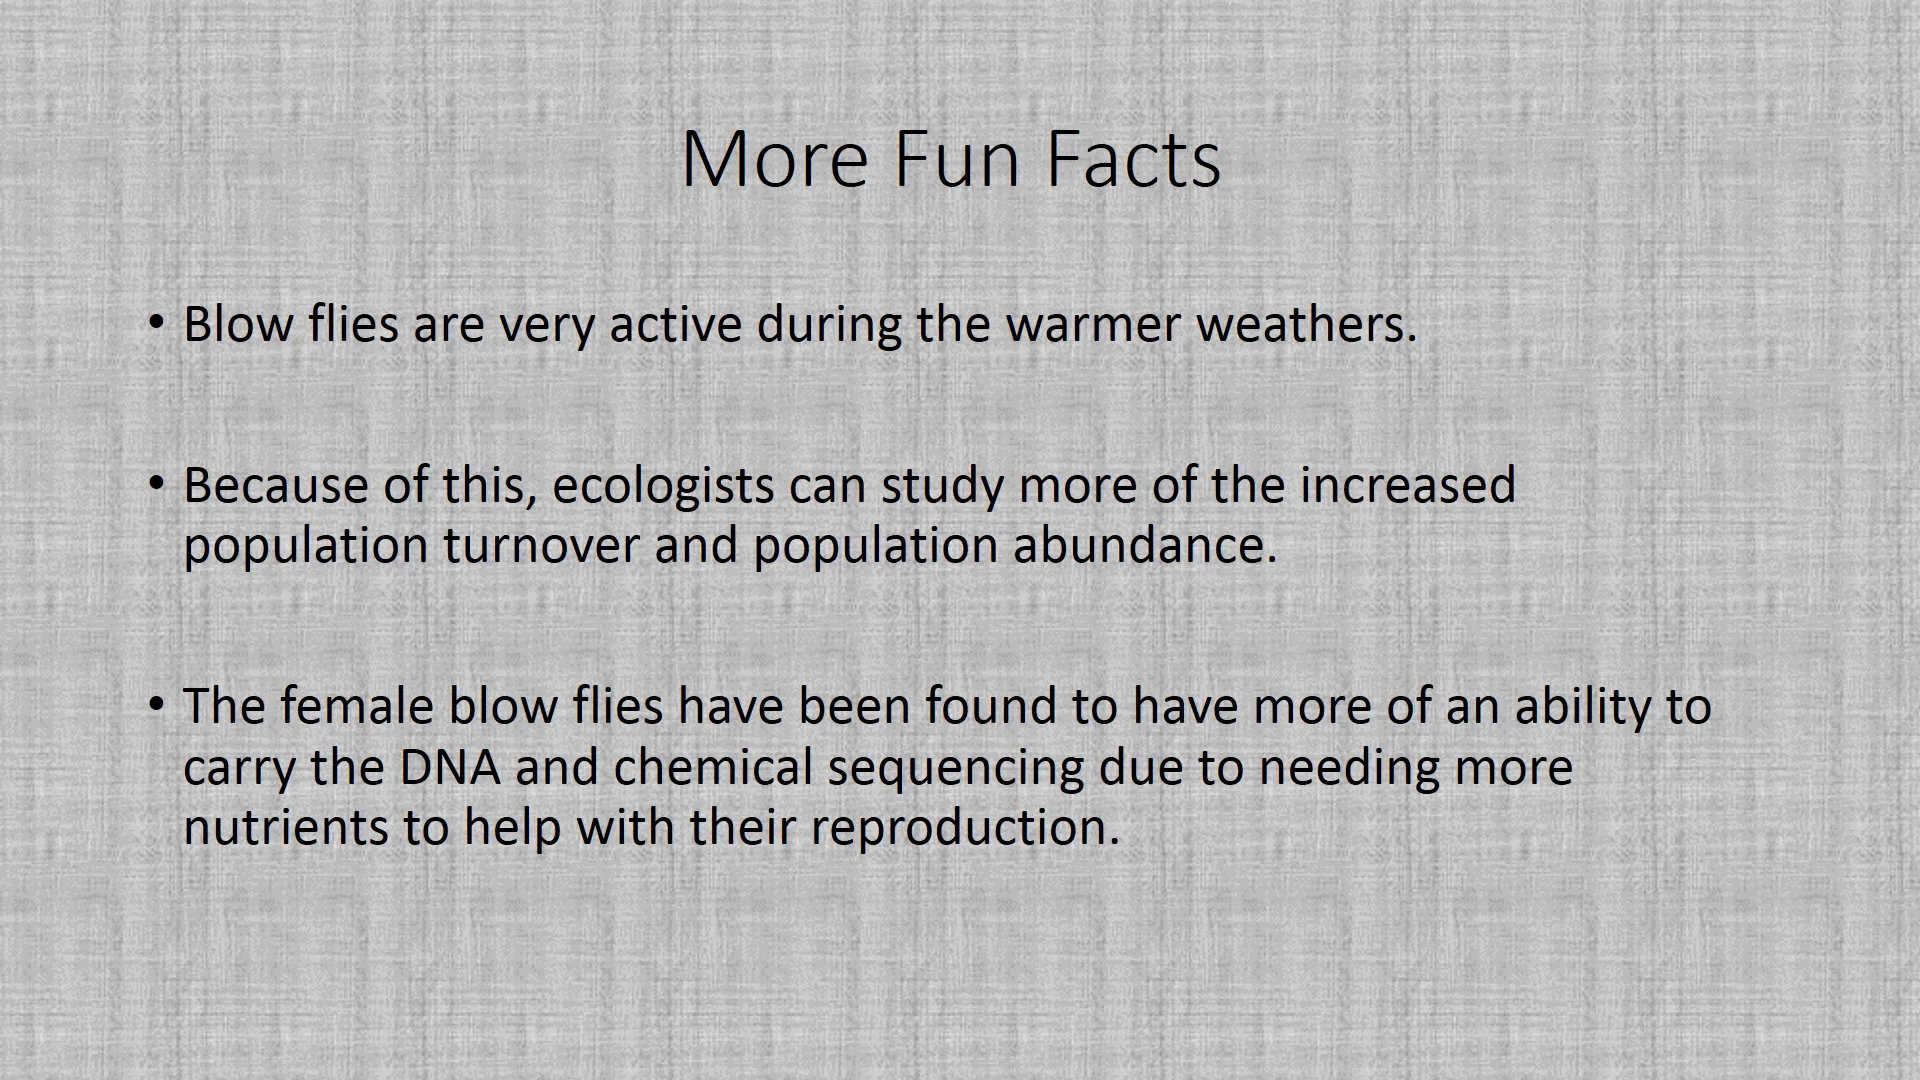 More Fun Facts
• Blow flies are very active during the warmer weathers.
• Because of this, ecologists can study more of the increased
population turnover and population abundance.
• The female blow flies have been found to have more of an ability to
carry the DNA and chemical sequencing due to needing more
nutrients to help with their reproduction.